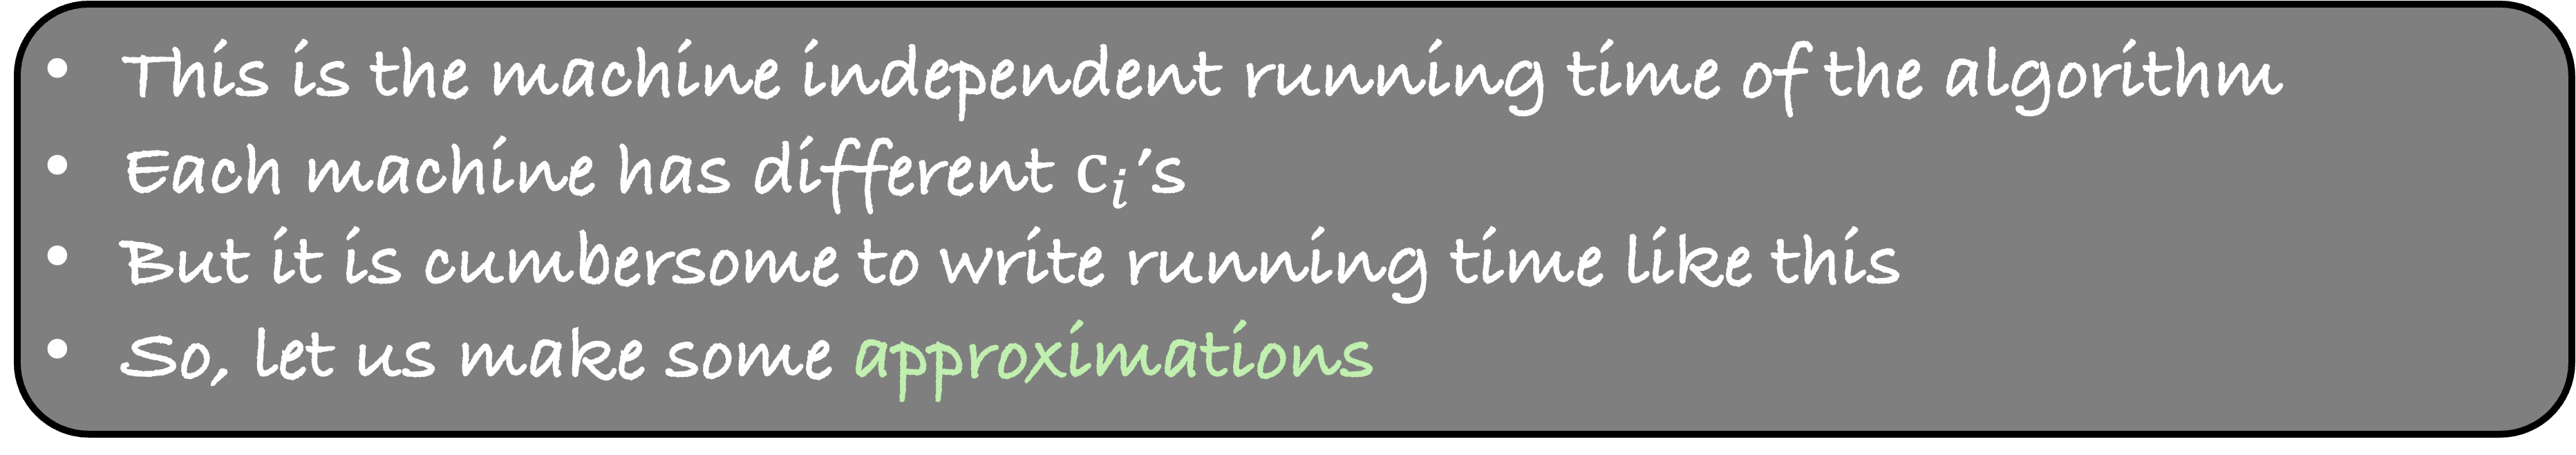 • This is the machine independent running time of the algorithm
• Each machine has different cᵢ's
• But it is cumbersome to write running time like this
• So, let us make some approximations